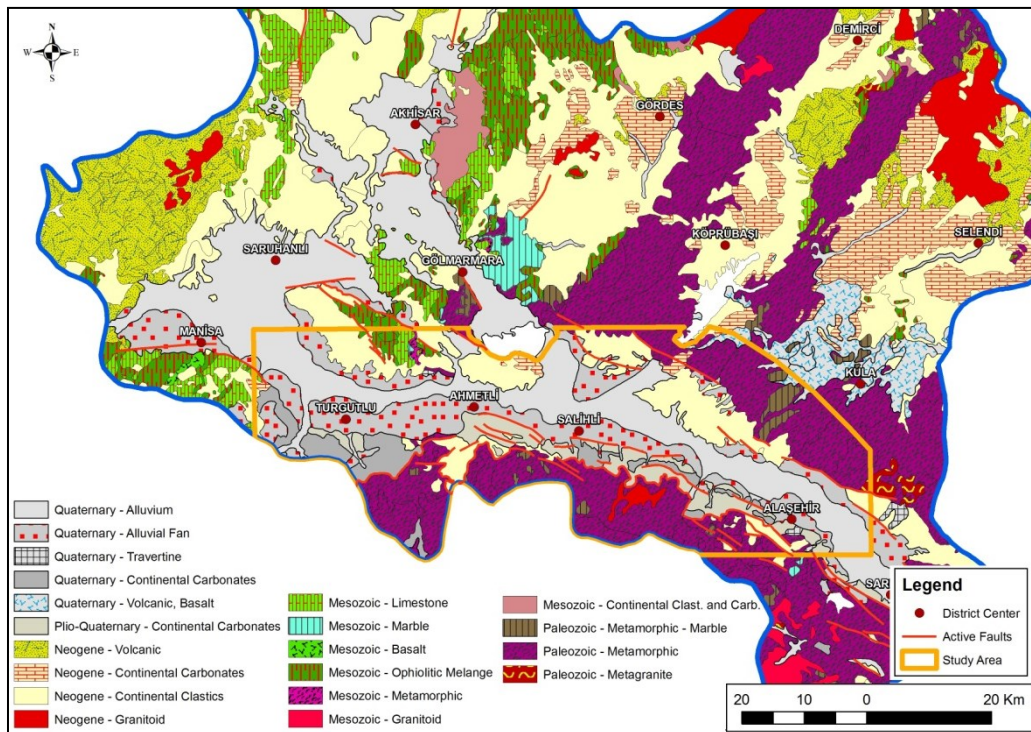 N
W E
S
DEMİRCİ
AKHİSAR
GÖRDES
SARUHANLI
GÖLMARMARA
KÖPRÜBAŞI
SELENDİ
MANİSA
KULA
TURGUTLU
AHMETLİ
SALİHLİ
ALAŞEHİR
SAR
Quaternary - Alluvium
Quaternary - Alluvial Fan
Quaternary - Travertine
Quaternary - Continental Carbonates
Quaternary - Volcanic, Basalt
Plio-Quaternary - Continental Carbonates
Neogene - Volcanic
Neogene - Continental Carbonates
Neogene - Continental Clastics
Neogene - Granitoid
Mesozoic - Limestone
Mesozoic - Marble
Mesozoic - Basalt
Mesozoic - Ophiolitic Melange
Mesozoic - Metamorphic
Mesozoic - Granitoid
Mesozoic - Continental Clast. and Carb.
Paleozoic - Metamorphic - Marble
Paleozoic - Metamorphic
Paleozoic - Metagranite
Legend
District Center
Active Faults
Study Area
20 10 0 20 Km